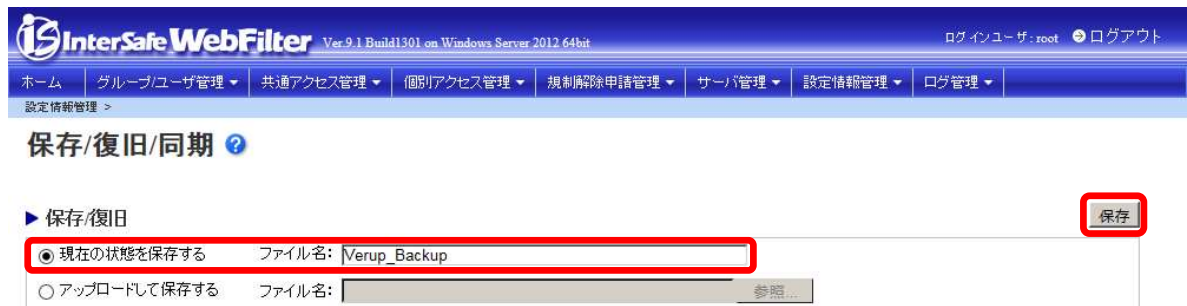 InterSafe WebFilter Ver.9.1 Build1301 on Windows Server 2012 64bit ログインユーザ:root ログアウト
ホーム グループ/ユーザ管理 共通アクセス管理 個別アクセス管理 規制解除申請管理 サーバ管理 設定情報管理 ログ管理
設定情報管理 >
保存/復旧/同期
保存/復旧 保存
現在の状態を保存する ファイル名: Verup_Backup
アップロードして保存する ファイル名: 参照...